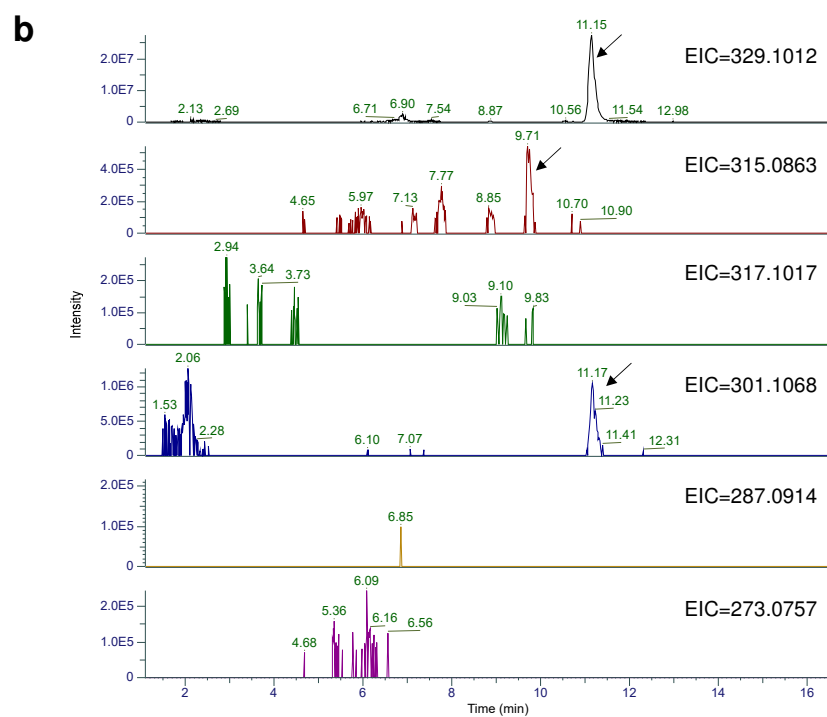 b
11.15
EIC=329.1012
2.0E7
1.0E7
0
2.13
2.69
6.71
6.90
7.54
8.87
10.56
11.54
12.98
9.71
EIC=315.0863
4.0E5
2.0E5
0
4.65
5.97
7.13
7.77
8.85
10.70
10.90
2.94
EIC=317.1017
2.0E5
1.0E5
0
3.64
3.73
9.03
9.10
9.83
Intensity
2.06
11.17
EIC=301.1068
1.0E6
5.0E5
0
1.53
2.28
6.10
7.07
11.23
11.41
12.31
EIC=287.0914
2.0E5
1.0E5
0
6.85
6.09
EIC=273.0757
2.0E5
1.0E5
0
4.68
5.36
6.16
6.56
2 4 6 8 10 12 14 16
Time (min)